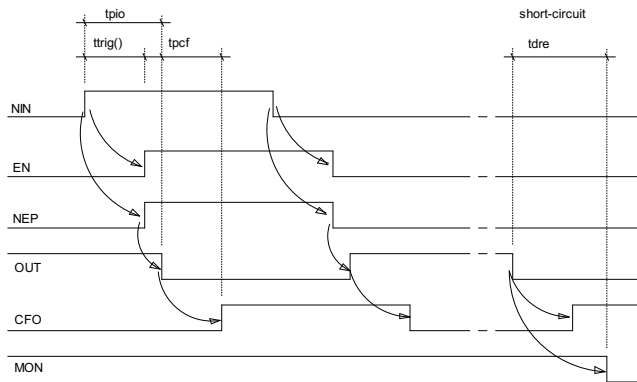 tpio
short-circuit
ttrig()
tpcf
tdre
NIN
EN
NEP
OUT
CFO
MON